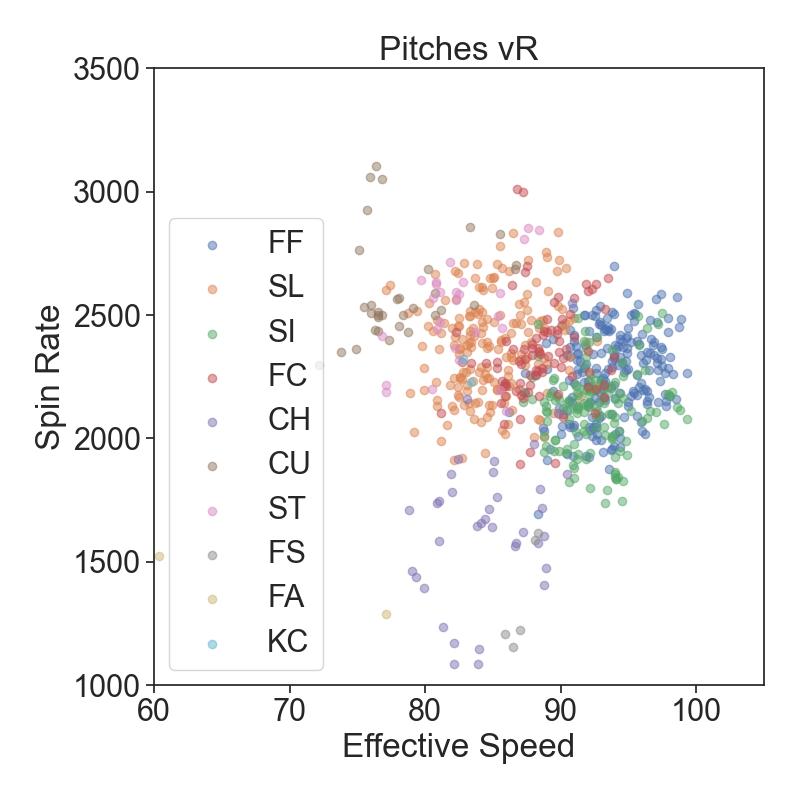 Pitches vR
3500
3000
2500
2000
1500
1000
Spin Rate
FF
SL
SI
FC
CH
CU
ST
FS
FA
KC
60 70 80 90 100
Effective Speed